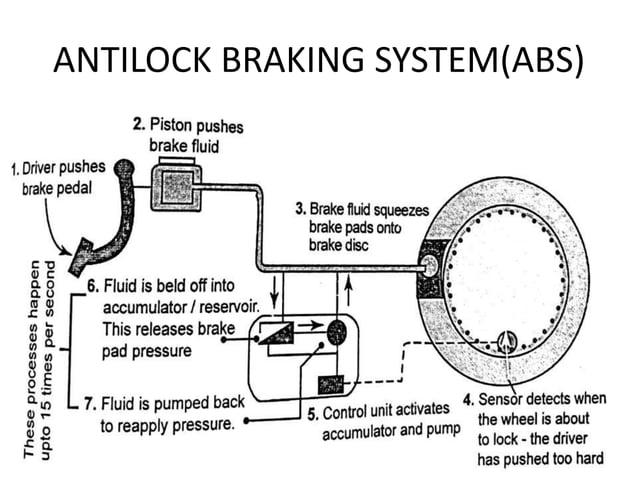 ANTILOCK BRAKING SYSTEM(ABS)
1. Driver pushes
brake pedal
2. Piston pushes
brake fluid
3. Brake fluid squeezes
brake pads onto
brake disc
4. Sensor detects when
the wheel is about
to lock - the driver
has pushed too hard
5. Control unit activates
accumulator and pump
6. Fluid is beld off into
accumulator / reservoir.
This releases brake
pad pressure
7. Fluid is pumped back
to reapply pressure.
These processes happen
upto 15 times per second